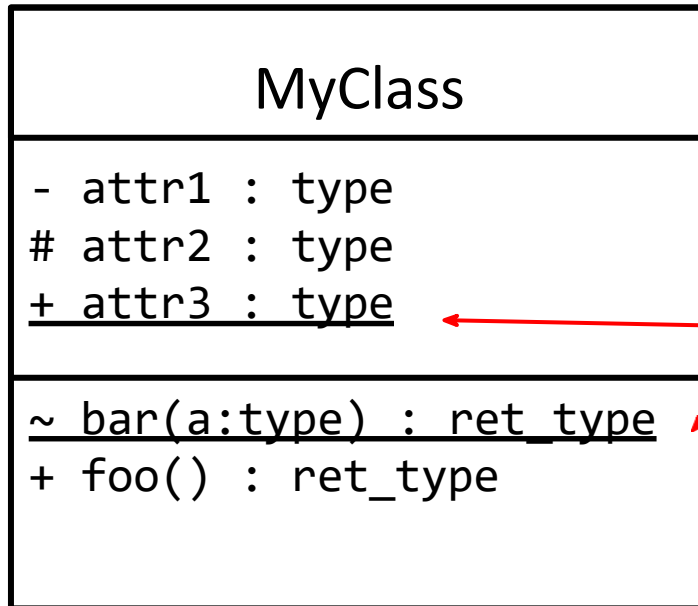 MyClass
- attr1 : type
# attr2 : type
+ attr3 : type
~ bar(a:type) : ret_type
+ foo() : ret_type